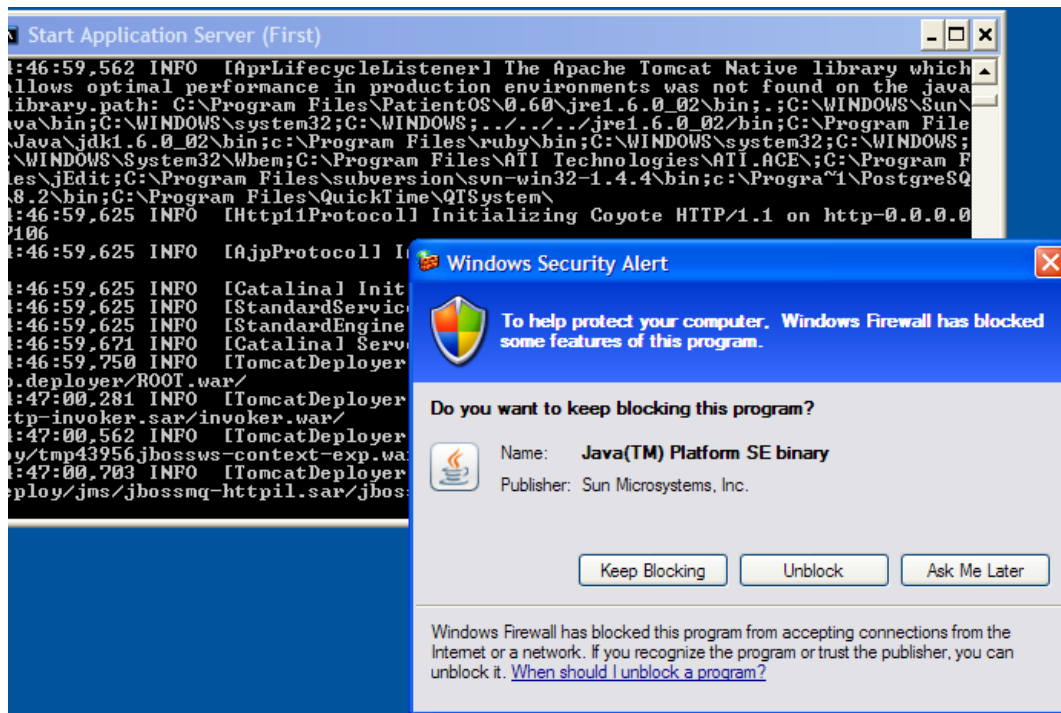 Start Application Server (First)
:46:59,562 INFO [AprLifecycleListener] The Apache Tomcat Native library which
llows optimal performance in production environments was not found on the java
library.path: C:\Program Files\PatientOS\0.60\jre1.6.0_02\bin;.;C:\WINDOWS\Sun\
ava\bin;C:\WINDOWS\system32;C:\WINDOWS;../../../jre1.6.0_02/bin;C:\Program File
\Java\jdk1.6.0_02\bin;c:\Program Files\ruby\bin;C:\WINDOWS\system32;C:\WINDOWS;
:\WINDOWS\System32\Wbem;C:\Program Files\ATI Technologies\ATI.ACE\;C:\Program F
les\jEdit;C:\Program Files\subversion\svn-win32-1.4.4\bin;c:\Progra~1\PostgreSQ
\8.2\bin;C:\Program Files\QuickTime\QTSystem\
:46:59,625 INFO [Http11Protocol] Initializing Coyote HTTP/1.1 on http-0.0.0.0
7106
:46:59,625 INFO [AjpProtocol] I
:46:59,625 INFO [Catalina] Init
:46:59,625 INFO [StandardServic
:46:59,625 INFO [StandardEngine
:46:59,671 INFO [Catalina] Serv
:46:59,750 INFO [TomcatDeployer
p.deployer/ROOT.war/
:47:00,281 INFO [TomcatDeployer
ttp-invoker.sar/invoker.war/
:47:00,562 INFO [TomcatDeployer
oy/tmp43956jbossws-context-exp.wa
:47:00,703 INFO [TomcatDeployer
eploy/jms/jbossmq-httpil.sar/jbos
Windows Security Alert
To help protect your computer, Windows Firewall has blocked
some features of this program.
Do you want to keep blocking this program?
Name: Java(TM) Platform SE binary
Publisher: Sun Microsystems, Inc.
Keep Blocking Unblock Ask Me Later
Windows Firewall has blocked this program from accepting connections from the
Internet or a network. If you recognize the program or trust the publisher, you can
unblock it. When should I unblock a program?